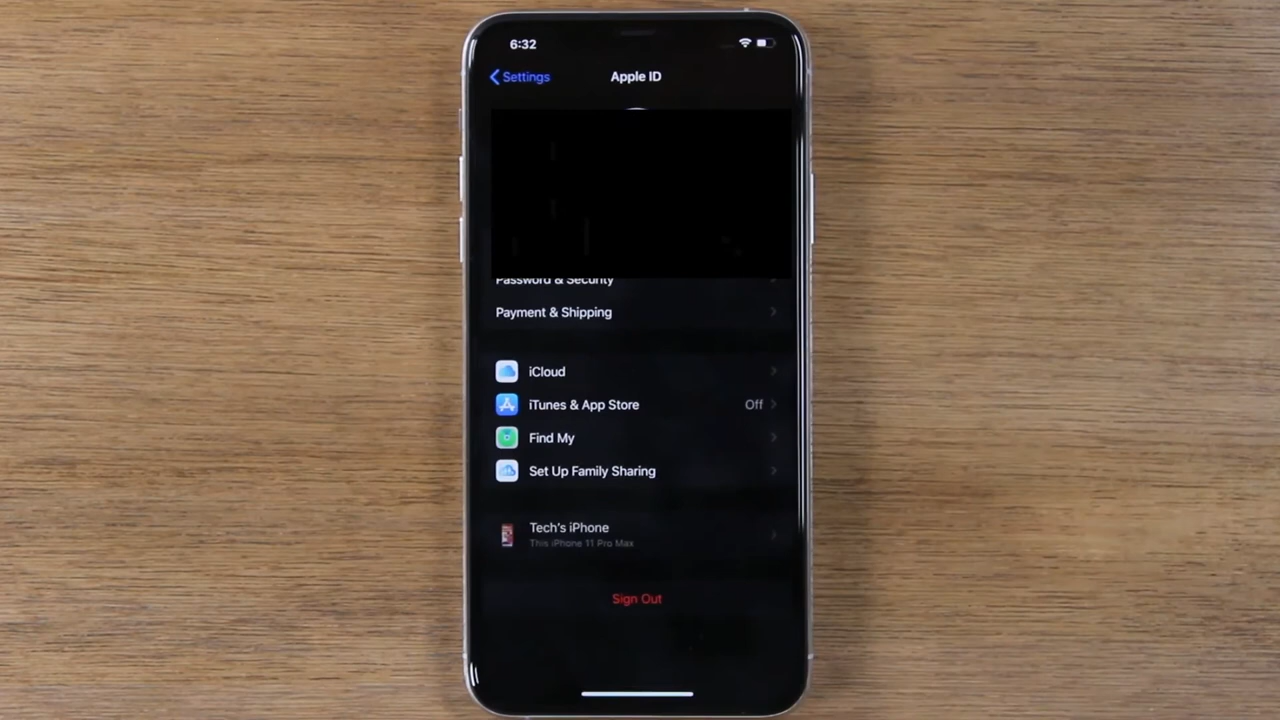 6:32
Settings
Apple ID
Password & Security
Payment & Shipping
iCloud
iTunes & App Store Off
Find My
Set Up Family Sharing
Tech's iPhone
This iPhone 11 Pro Max
Sign Out